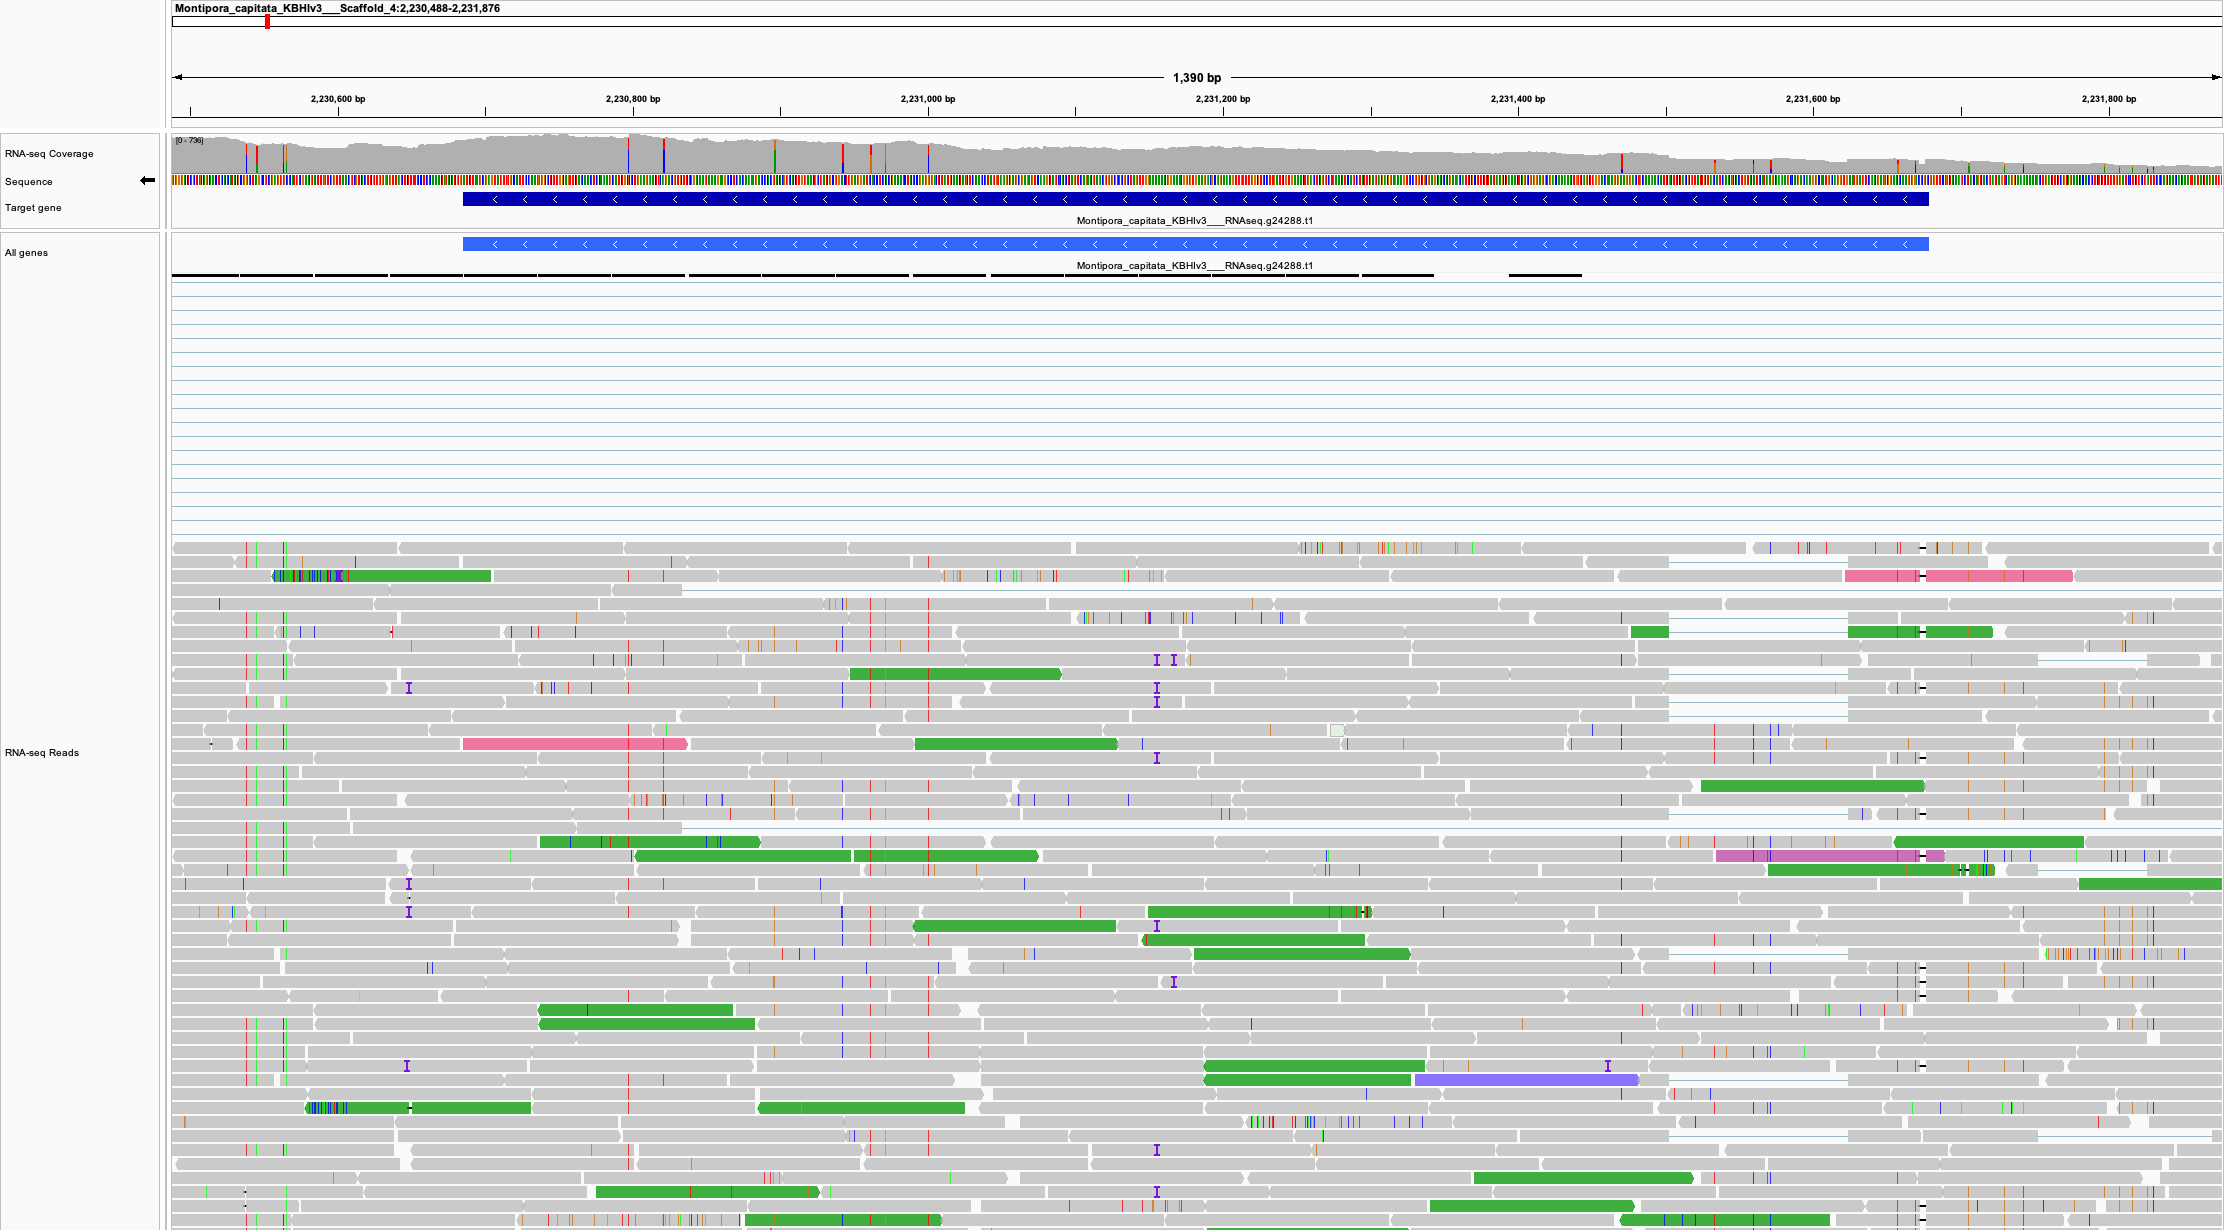 Montipora_capitata_KBHIv3___Scaffold_4:2,230,488-2,231,876
1,390 bp
2,230,600 bp 2,230,800 bp 2,231,000 bp 2,231,200 bp 2,231,400 bp 2,231,600 bp 2,231,800 bp
[0 - 736]
RNA-seq Coverage
Sequence
Target gene
Montipora_capitata_KBHIv3___RNAseq.g24288.t1
All genes
Montipora_capitata_KBHIv3___RNAseq.g24288.t1
RNA-seq Reads